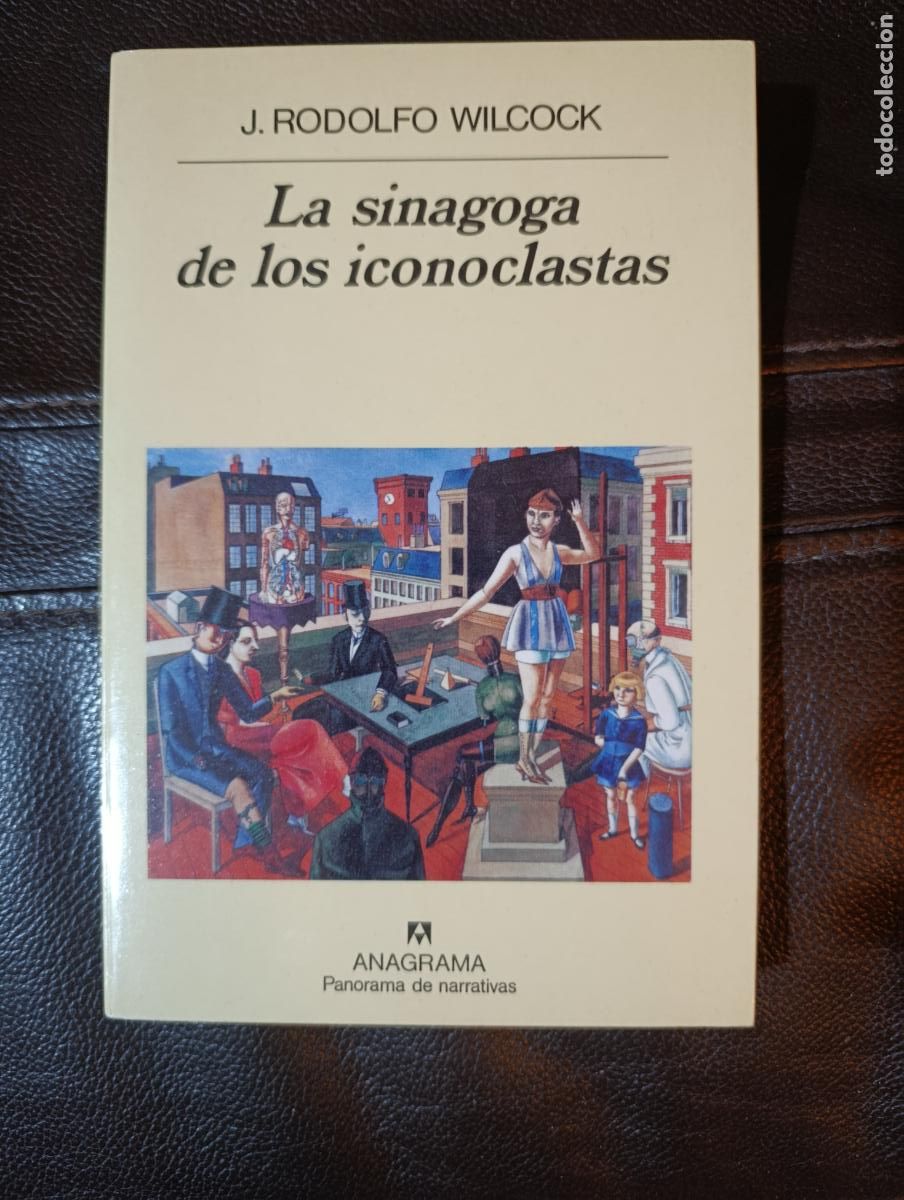 J. RODOLFO WILCOCK
La sinagoga
de los iconoclastas
ANAGRAMA
Panorama de narrativas
todocoleccion